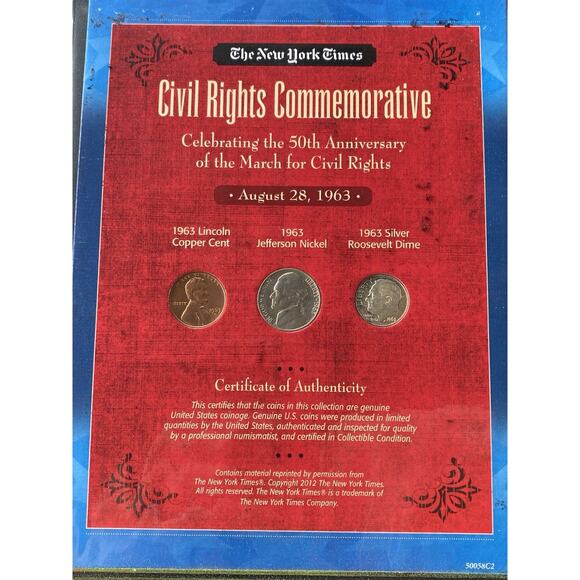 The New York Times
Civil Rights Commemorative
Celebrating the 50th Anniversary
of the March for Civil Rights
• August 28, 1963 •
1963 Lincoln
Copper Cent
1963
Jefferson Nickel
1963 Silver
Roosevelt Dime
LIBERTY
1963
Certificate of Authenticity
This certifies that the coins in this collection are genuine
United States coinage. Genuine U.S. coins were produced in limited
quantities by the United States, authenticated and inspected for quality
by a professional numismatist, and certified in Collectible Condition.
Contains material reprinted by permission from
The New York Times®. Copyright 2012 The New York Times.
All rights reserved. The New York Times® is a trademark of
The New York Times Company.
50058C2